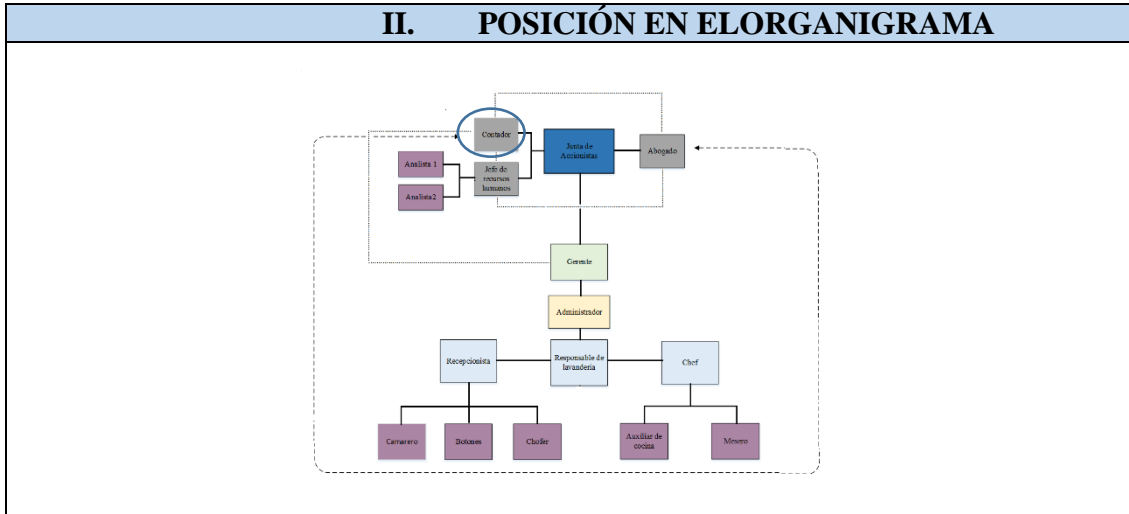 II. POSICIÓN EN ELORGANIGRAMA
Contador
Junta de
Accionistas
Abogado
Analista 1
Jefe de
recursos
humanos
Analista2
Gerente
Administrador
Recepcionista
Responsable de
lavandería
Chef
Camarero
Botones
Chofer
Auxiliar de
cocina
Mesero